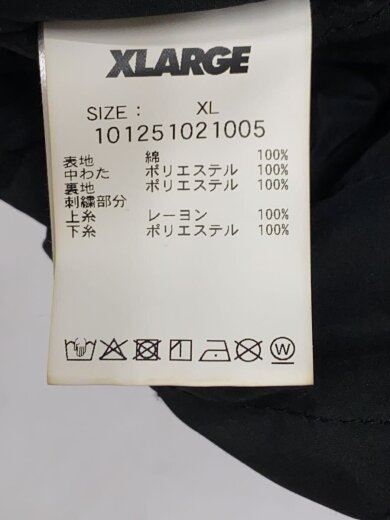 XLARGE
SIZE : XL
101251021005
表地 綿 100%
中わた ポリエステル 100%
裏地 ポリエステル 100%
刺繍部分
上糸 レーヨン 100%
下糸 ポリエステル 100%
W